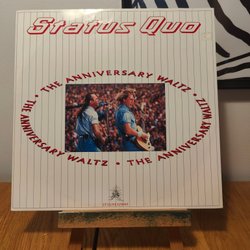 Status Quo
THE ANNIVERSARY WALTZ • THE ANNIVERSARY WALTZ • THE ANNIVERSARY WALTZ •